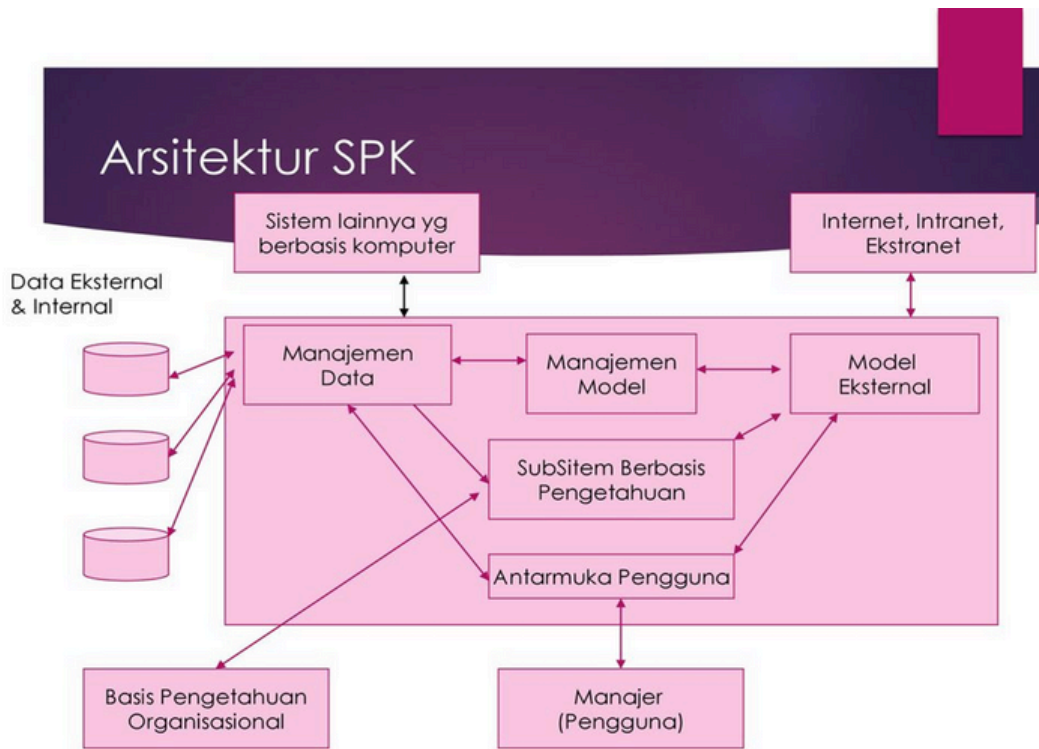 Arsitektur SPK
Sistem lainnya yg
berbasis komputer
Internet, Intranet,
Ekstranet
Data Eksternal
& Internal
Manajemen
Data
Manajemen
Model
Model
Eksternal
SubSitem Berbasis
Pengetahuan
Antarmuka Pengguna
Basis Pengetahuan
Organisasional
Manajer
(Pengguna)